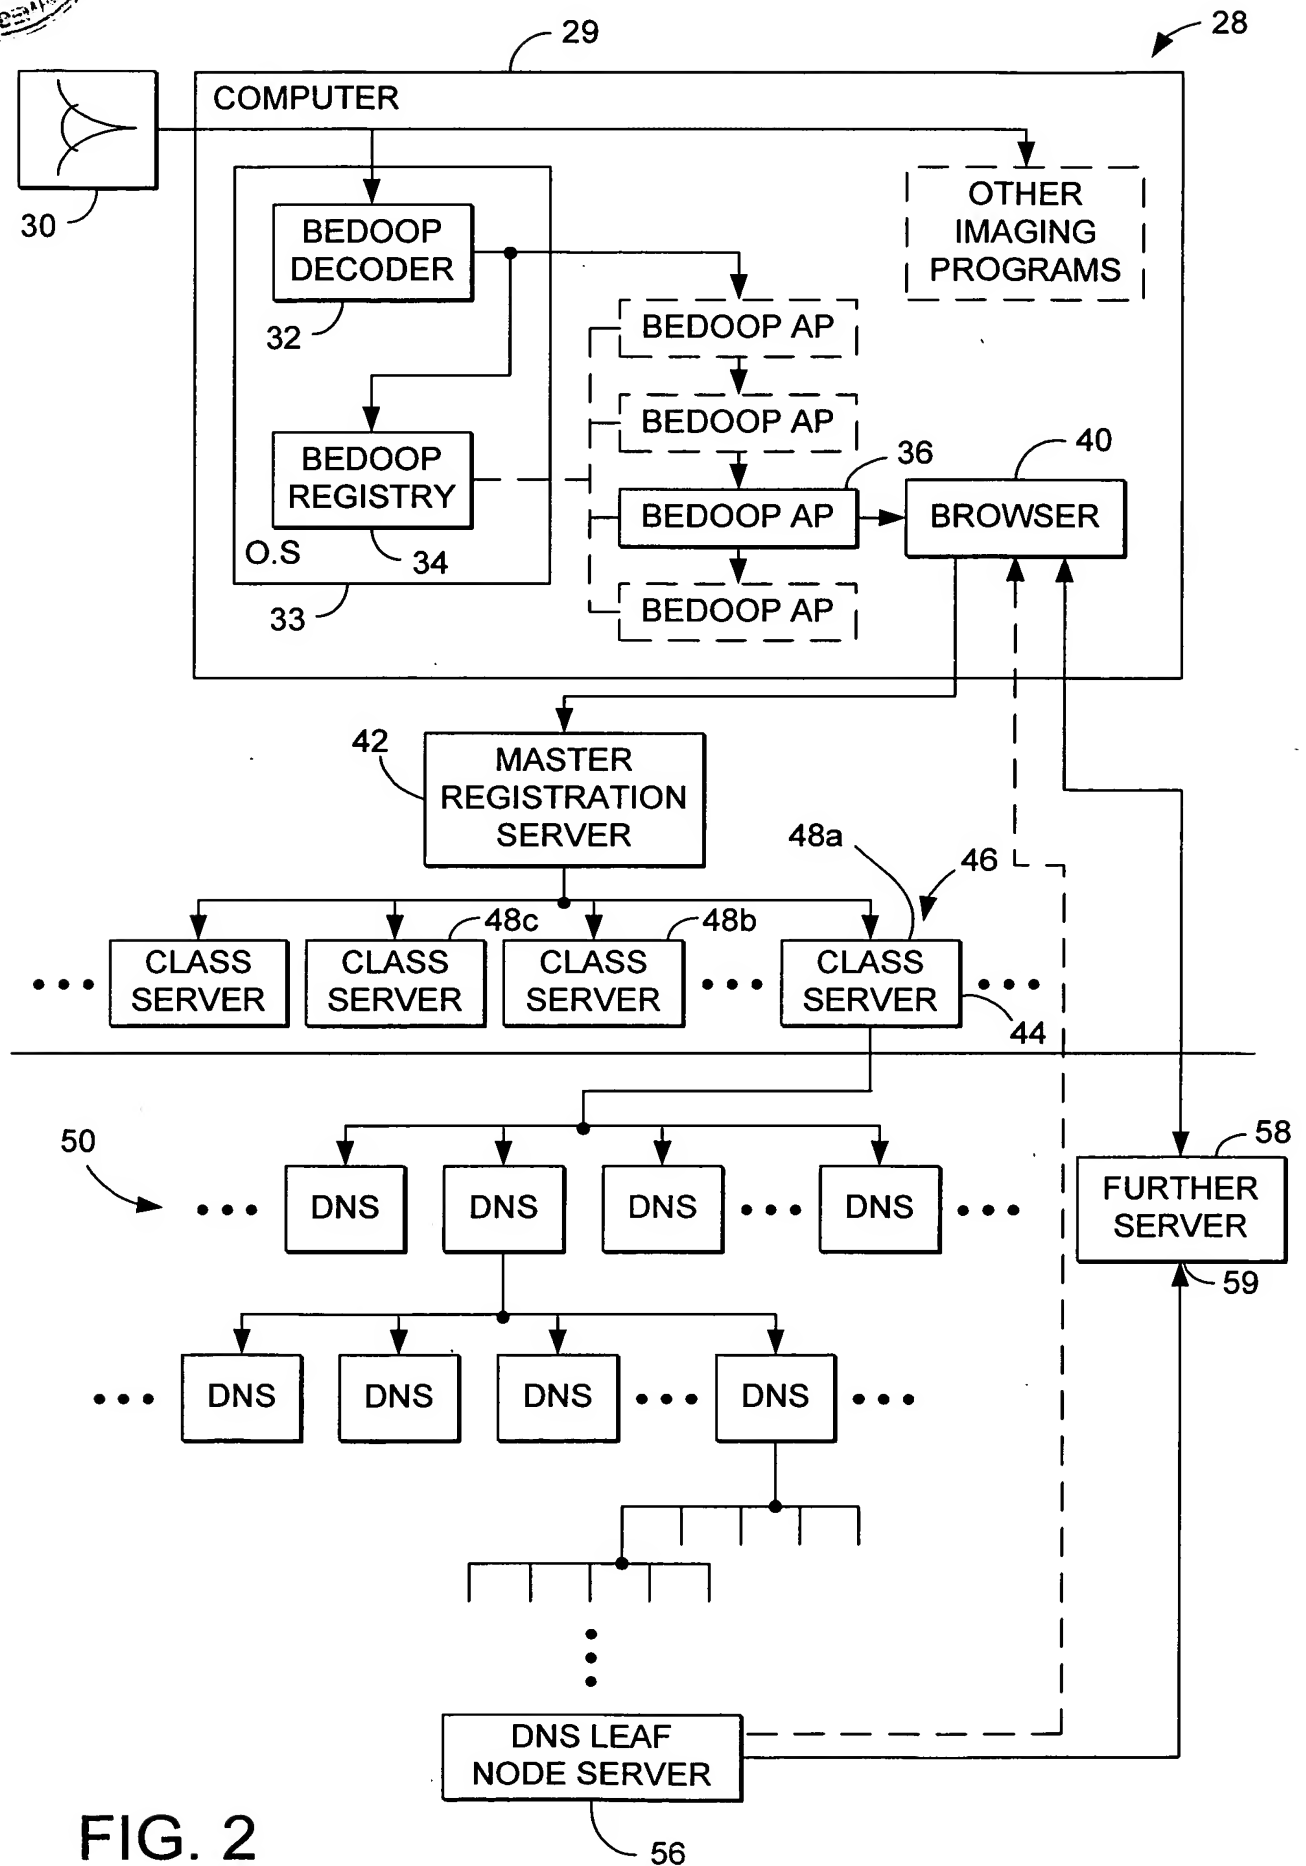 28
29
COMPUTER
30
OTHER
IMAGING
PROGRAMS
BEDOOP
DECODER
32
BEDOOP AP
BEDOOP AP
36
40
BEDOOP
REGISTRY
BEDOOP AP
BROWSER
O.S
34
33
BEDOOP AP
42
MASTER
REGISTRATION
SERVER
48a
46
48c
48b
CLASS
SERVER
CLASS
SERVER
CLASS
SERVER
CLASS
SERVER
44
50
58
DNS
DNS
DNS
DNS
FURTHER
SERVER
59
DNS
DNS
DNS
DNS
DNS LEAF
NODE SERVER
56
FIG. 2